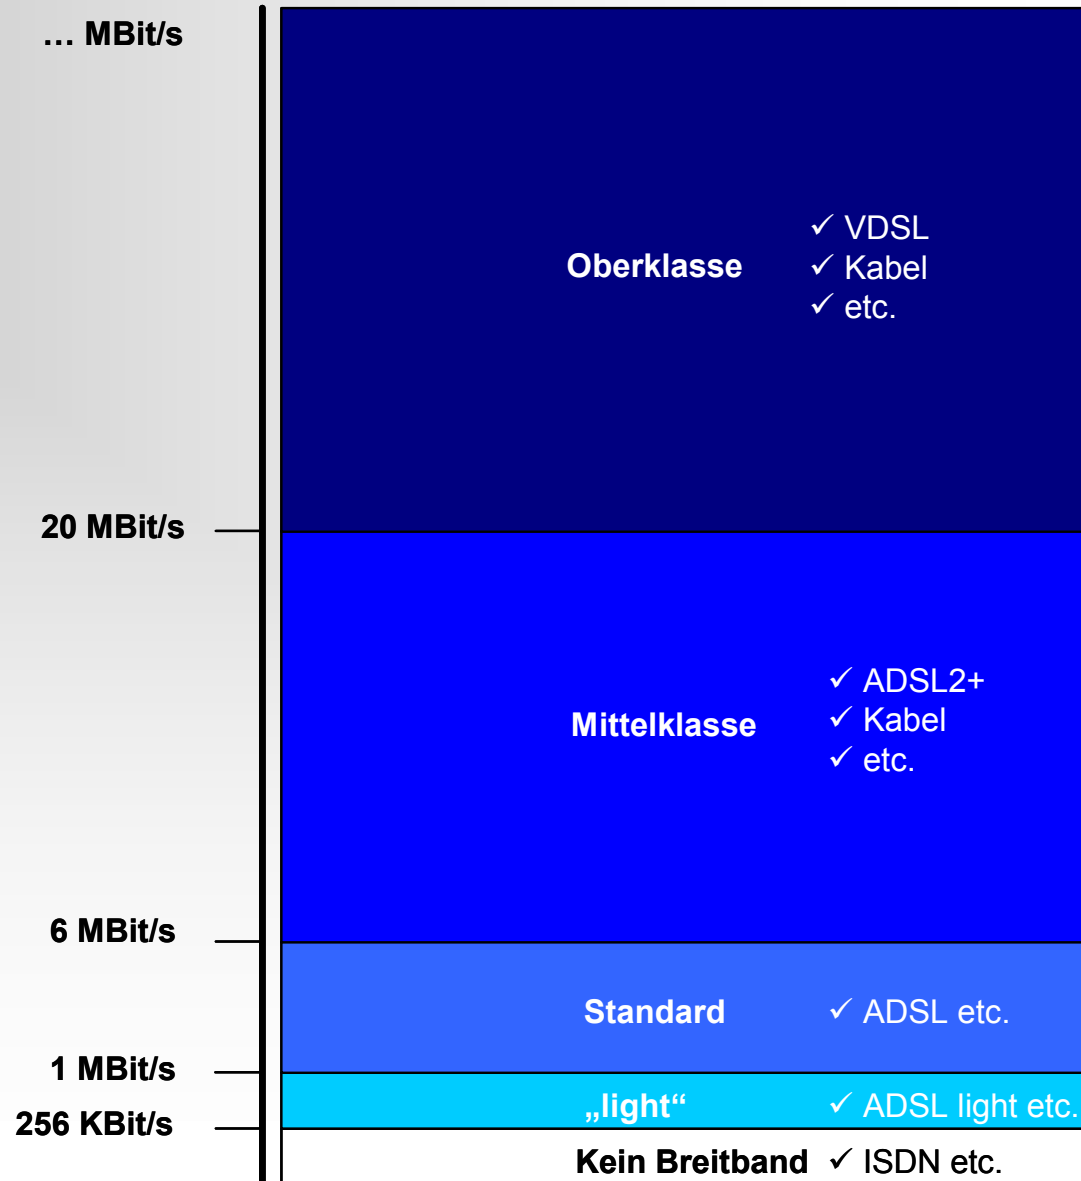 … MBit/s
Oberklasse
✓ VDSL
✓ Kabel
✓ etc.
20 MBit/s
Mittelklasse
✓ ADSL2+
✓ Kabel
✓ etc.
6 MBit/s
Standard ✓ ADSL etc.
1 MBit/s
„light“ ✓ ADSL light etc.
256 KBit/s
Kein Breitband ✓ ISDN etc.